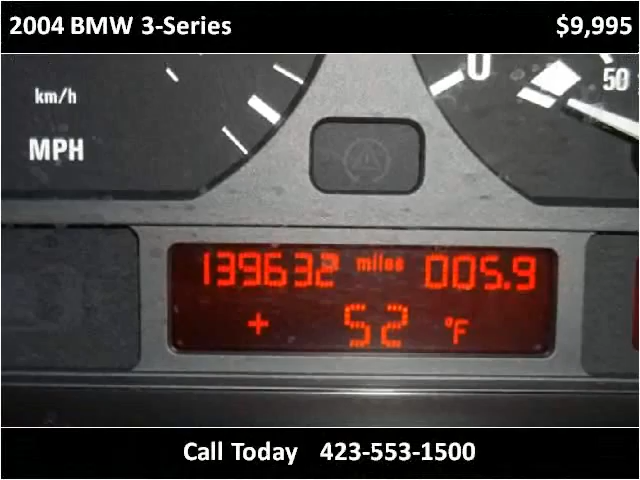 2004 BMW 3-Series $9,995
km/h
MPH
0
50
139632 miles 005.9
+ 52 °F
Call Today 423-553-1500